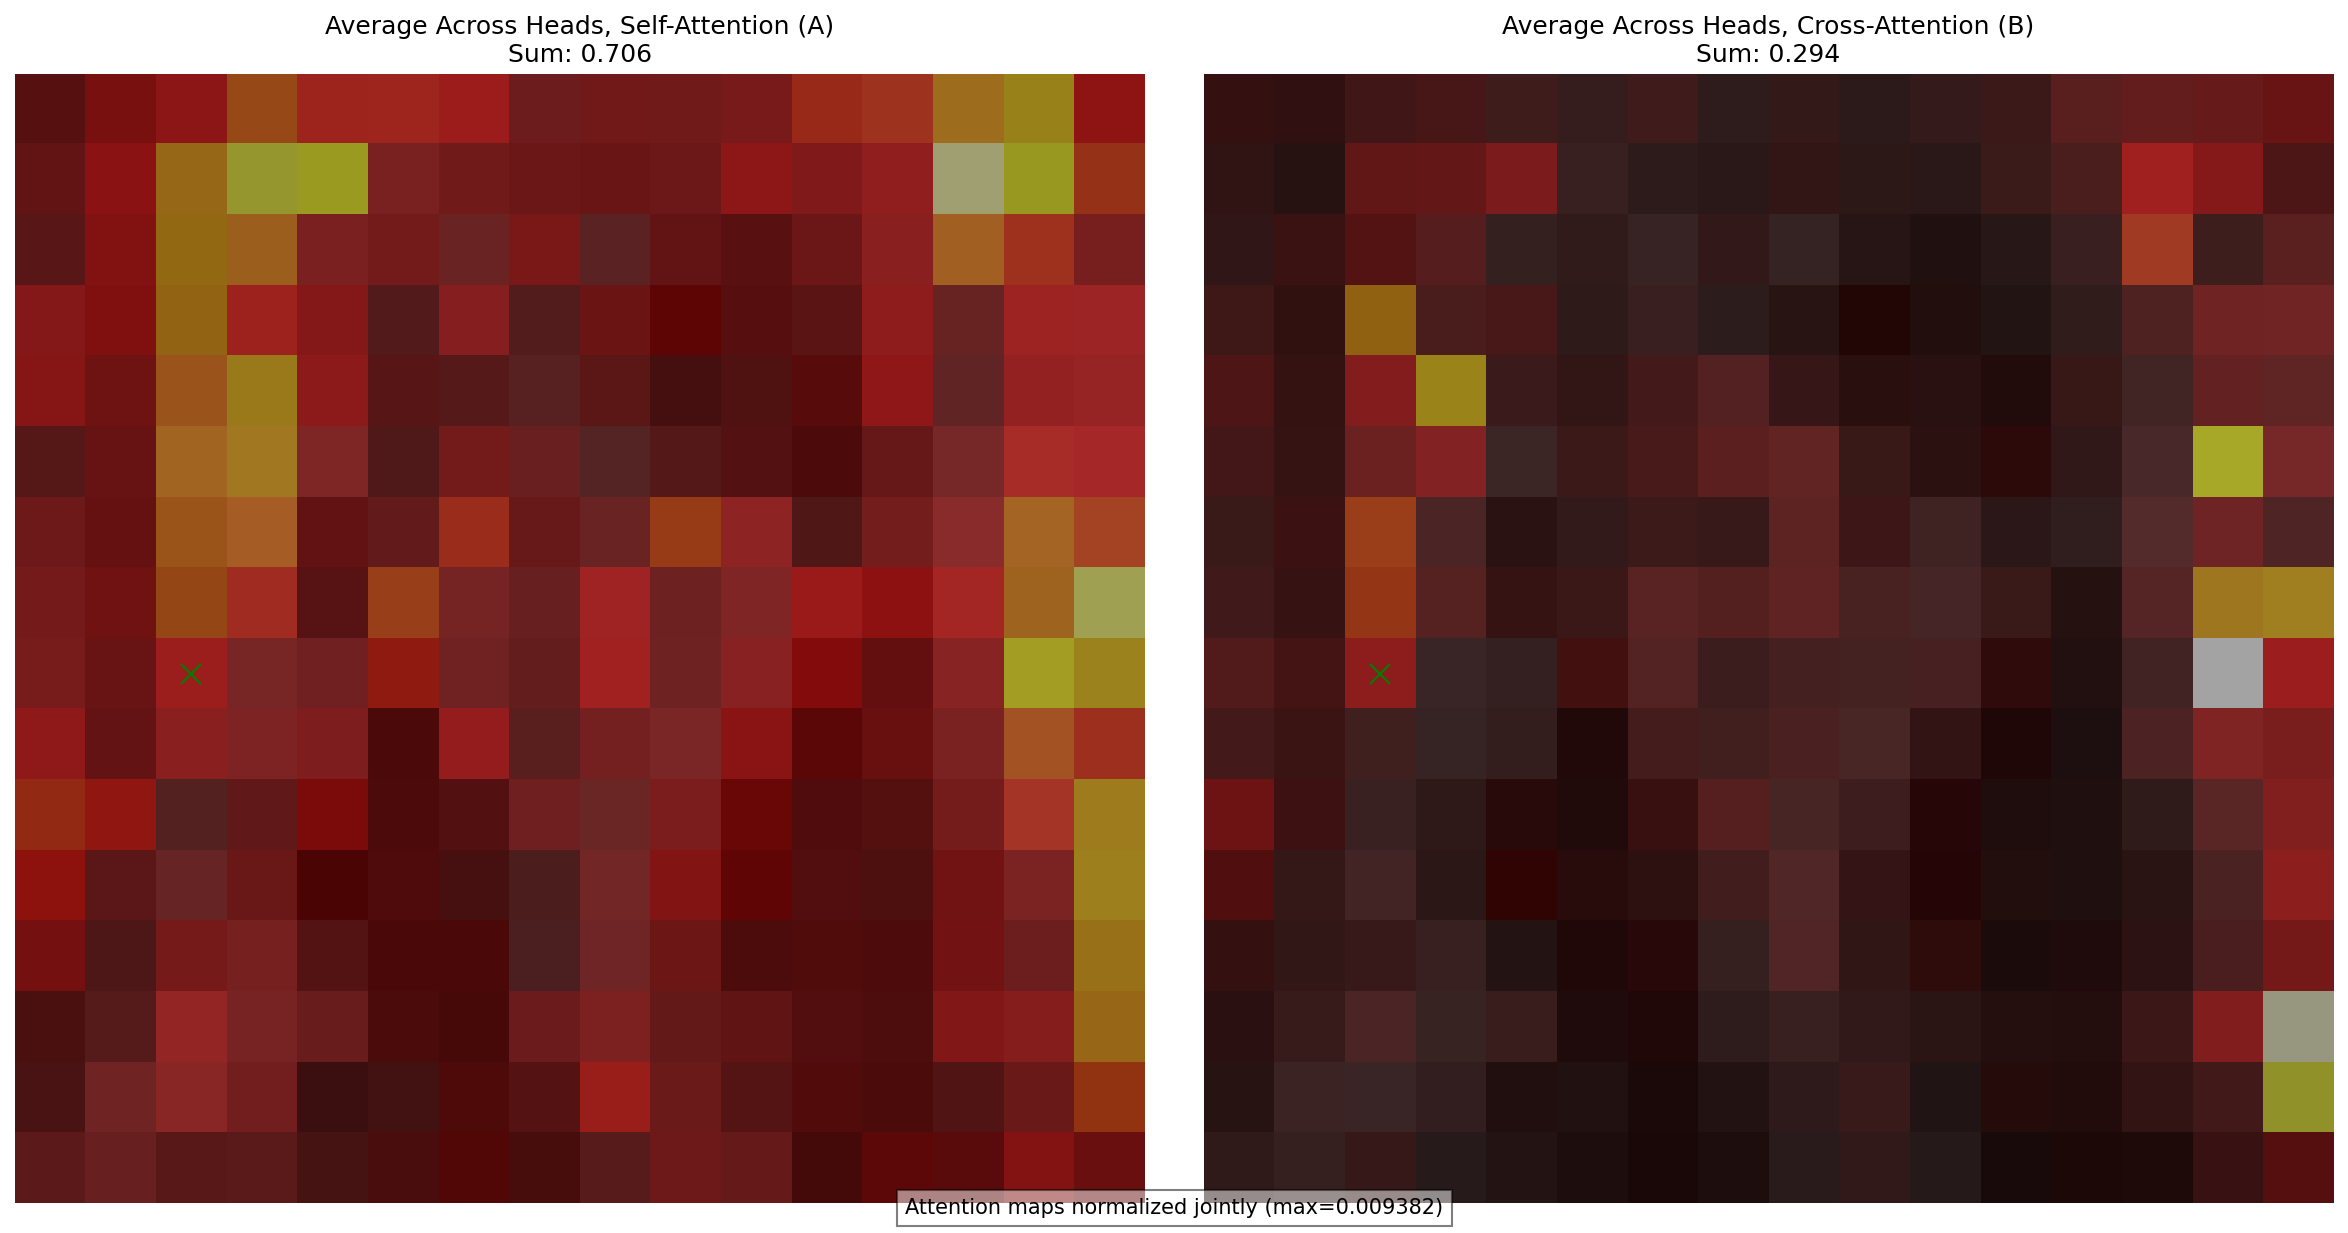 Average Across Heads, Self-Attention (A)
Sum: 0.706
Average Across Heads, Cross-Attention (B)
Sum: 0.294
Attention maps normalized jointly (max=0.009382)